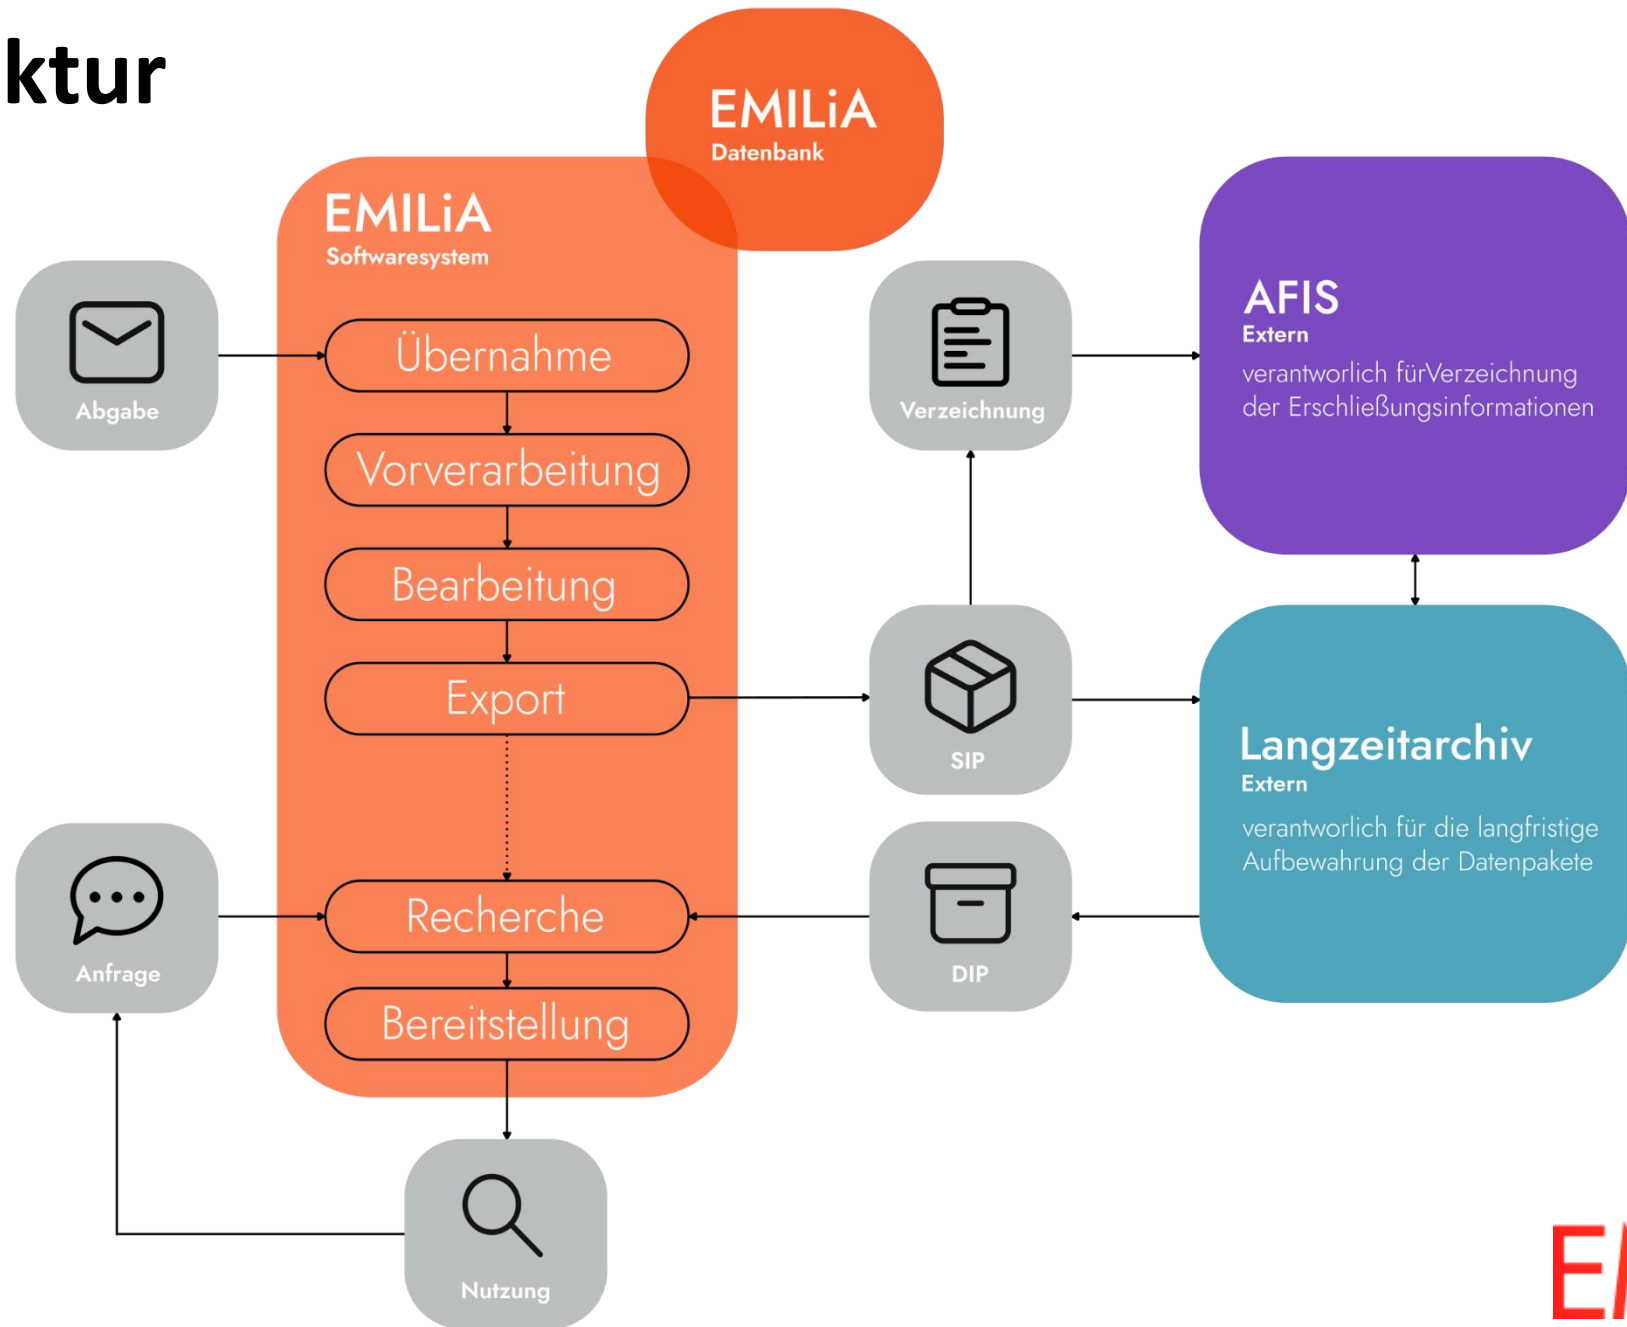 ktur
EMILiA
Datenbank
EMILiA
Softwaresystem
Abgabe
Übernahme
Vorverarbeitung
Bearbeitung
Export
Recherche
Bereitstellung
Anfrage
Nutzung
Verzeichnung
SIP
DIP
AFIS
Extern
verantworlich fürVerzeichnung
der Erschließungsinformationen
Langzeitarchiv
Extern
verantworlich für die langfristige
Aufbewahrung der Datenpakete